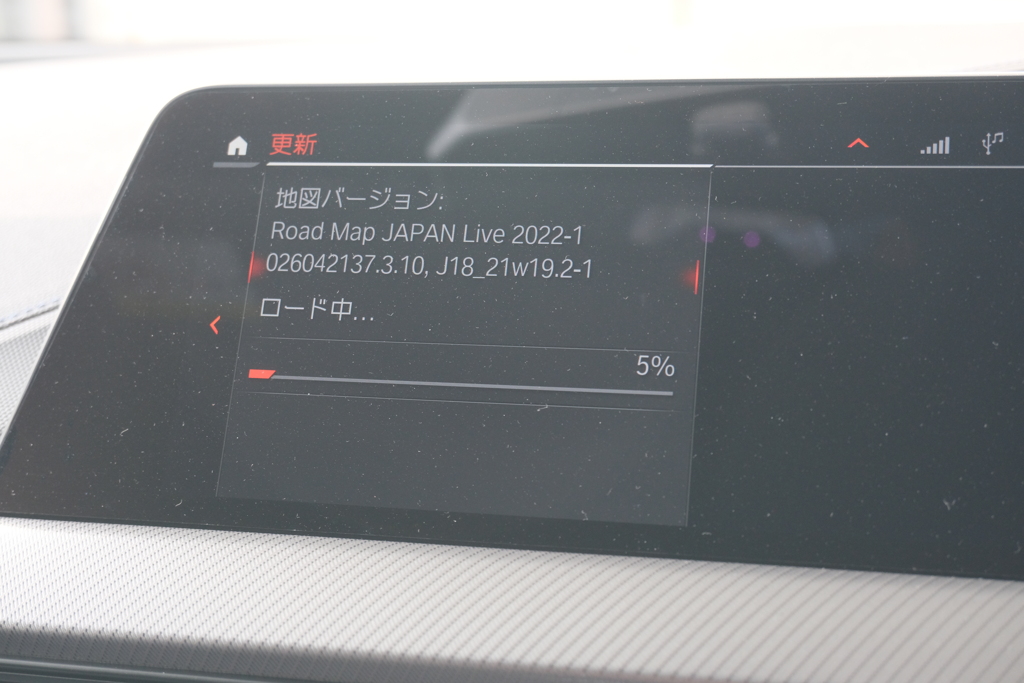 更新
地図バージョン:
Road Map JAPAN Live 2022-1
026042137.3.10, J18_21w19.2-1
ロード中...
5%